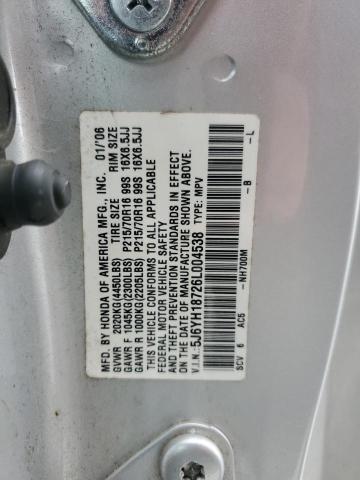 MFD. BY HONDA OF AMERICA MFG., INC. 01/'06
TIRE SIZE RIM SIZE
GVWR 2020KG(4450LBS)
GAWR F 1045KG(2300LBS) P215/70R16 99S 16X6.5JJ
GAWR R 1000KG(2205LBS) P215/70R16 99S 16X6.5JJ
THIS VEHICLE CONFORMS TO ALL APPLICABLE
FEDERAL MOTOR VEHICLE SAFETY
AND THEFT PREVENTION STANDARDS IN EFFECT
ON THE DATE OF MANUFACTURE SHOWN ABOVE.
V.I.N.: 5J6YH18726L004538 TYPE: MPV
SCV 6 AC5 -NH700M -B -L